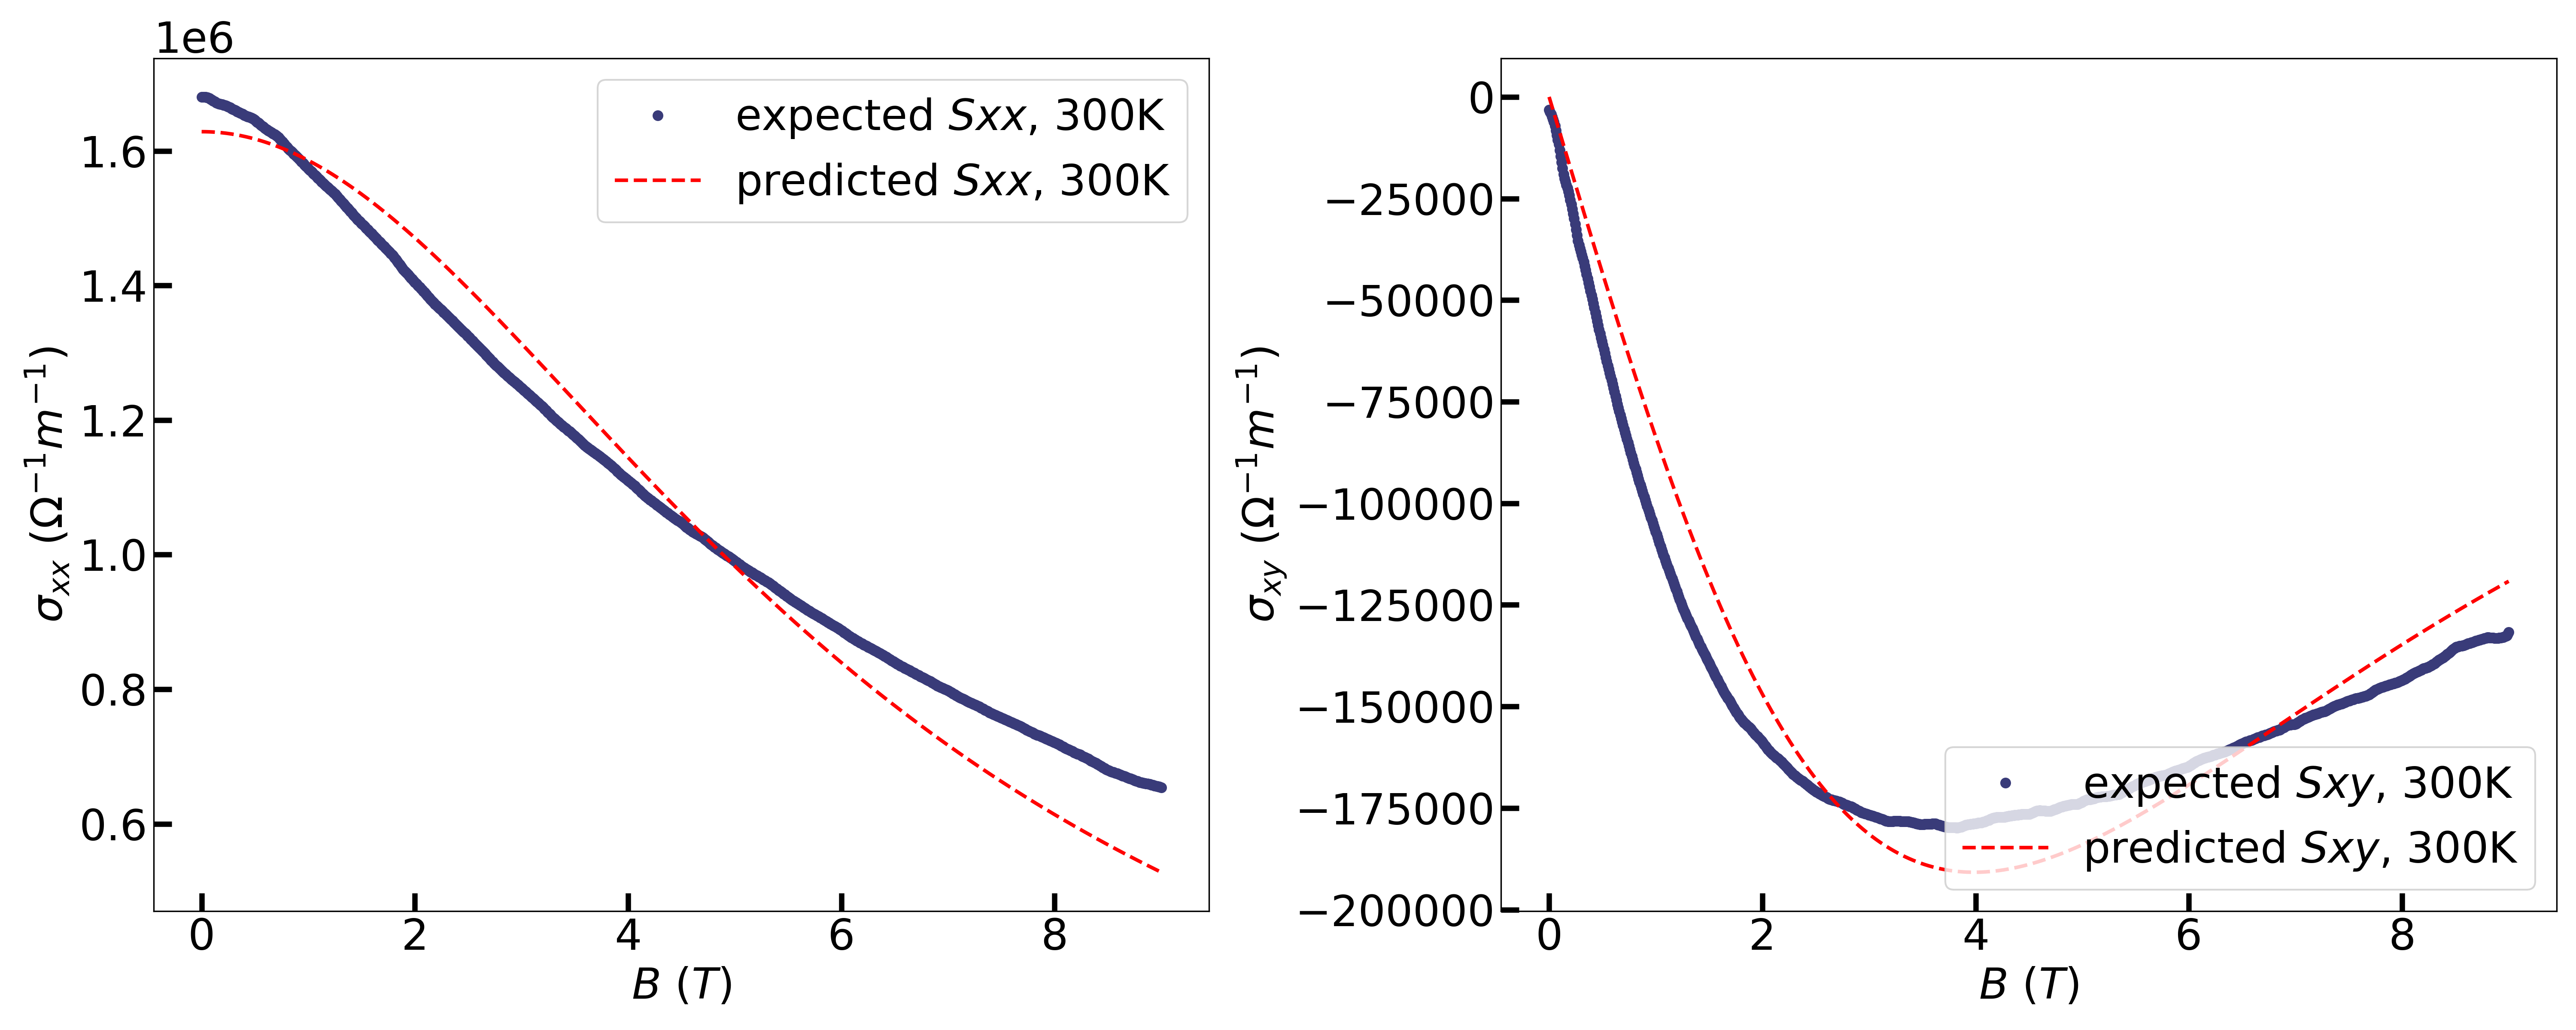 1e6
1.6
1.4
1.2
1.0
0.8
0.6
σxx (Ω−1m−1)
0 2 4 6 8
B (T)
expected Sxx, 300K
predicted Sxx, 300K
0
−25000
−50000
−75000
−100000
−125000
−150000
−175000
−200000
σxy (Ω−1m−1)
0 2 4 6 8
B (T)
expected Sxy, 300K
predicted Sxy, 300K